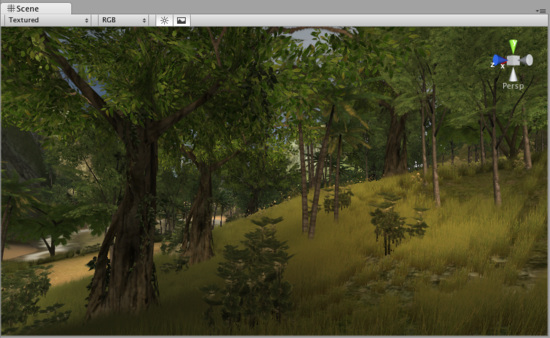 Scene
Textured
RGB
z
x
Persp